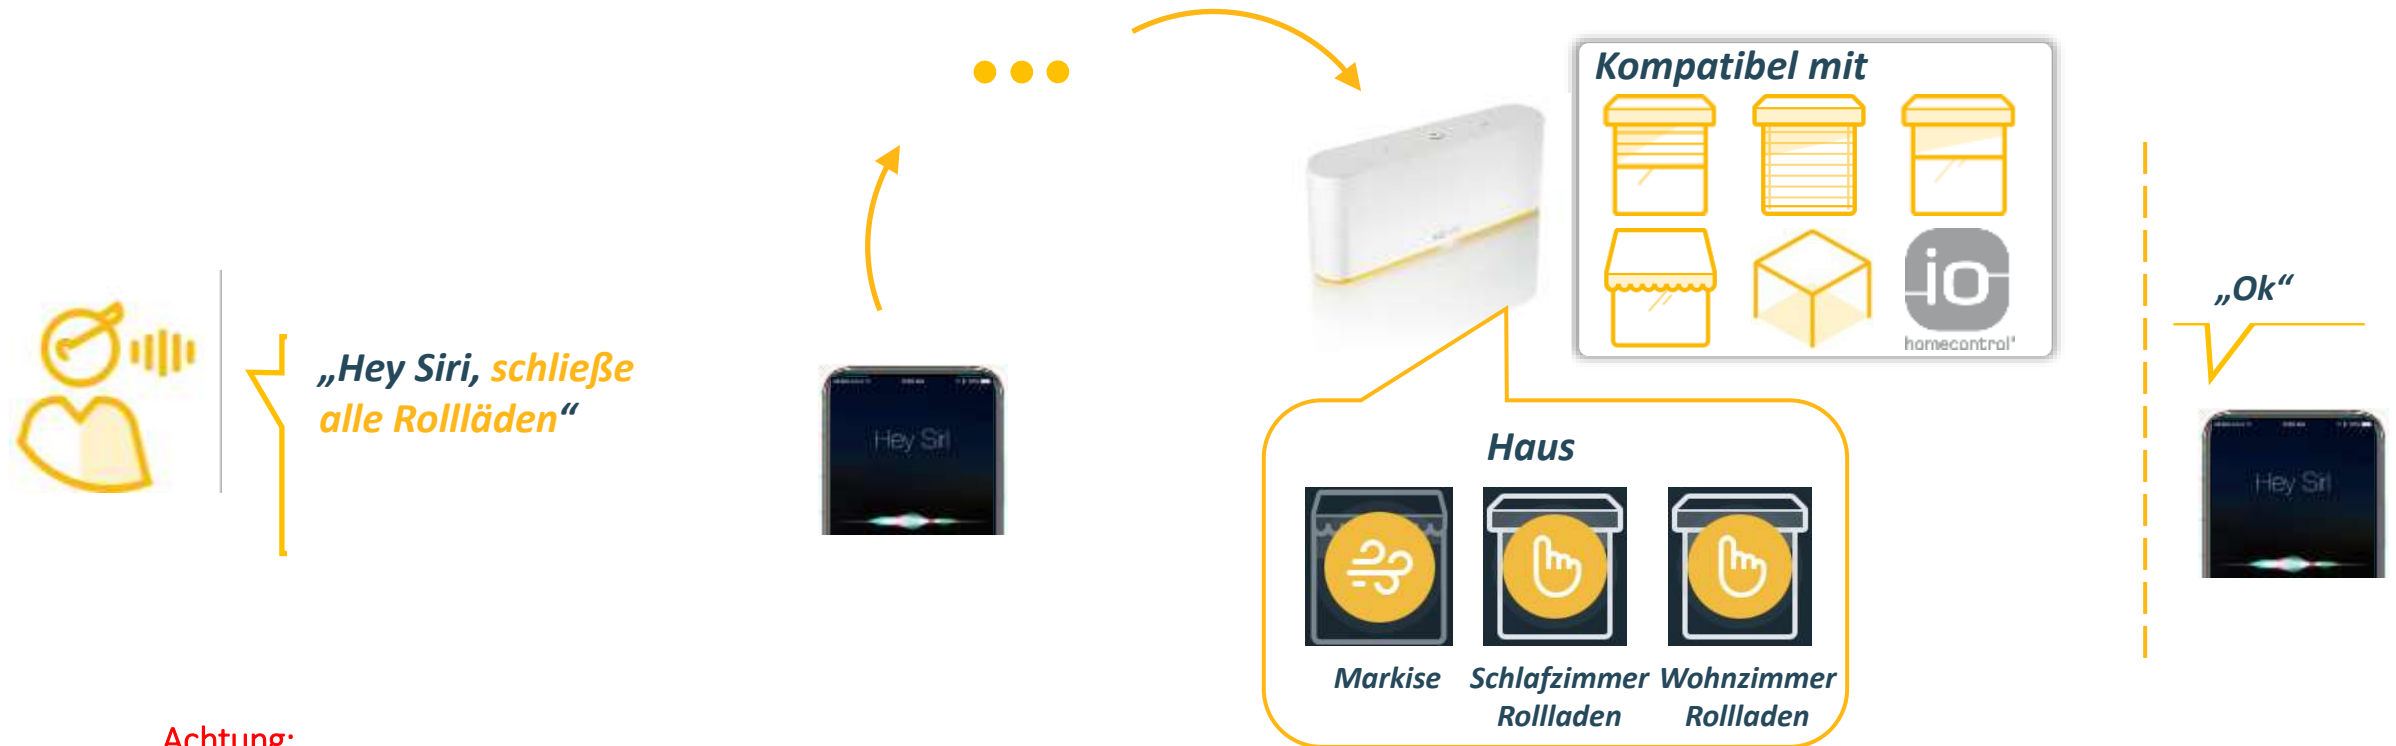 Kompatibel mit
io
homecontrol®
„Hey Siri, schließe
alle Rollläden“
Hey Siri
Haus
Markise
Schlafzimmer
Rollladen
Wohnzimmer
Rollladen
„Ok“
Hey Siri
Achtung: